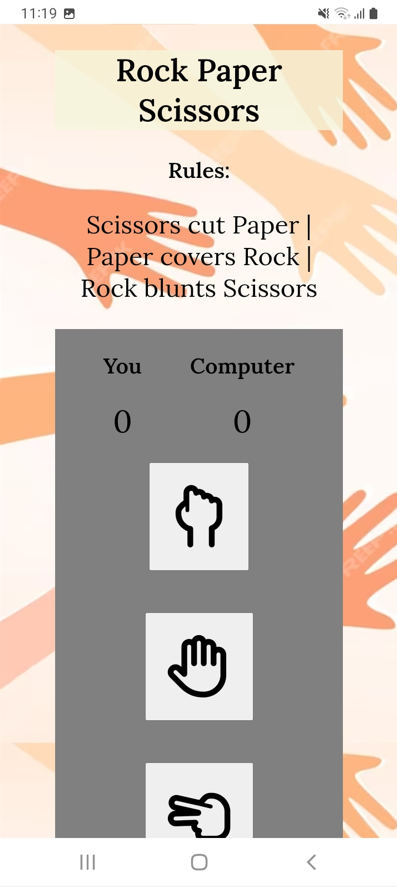 11:19
Rock Paper
Scissors
Rules:
Scissors cut Paper |
Paper covers Rock |
Rock blunts Scissors
You Computer
0 0